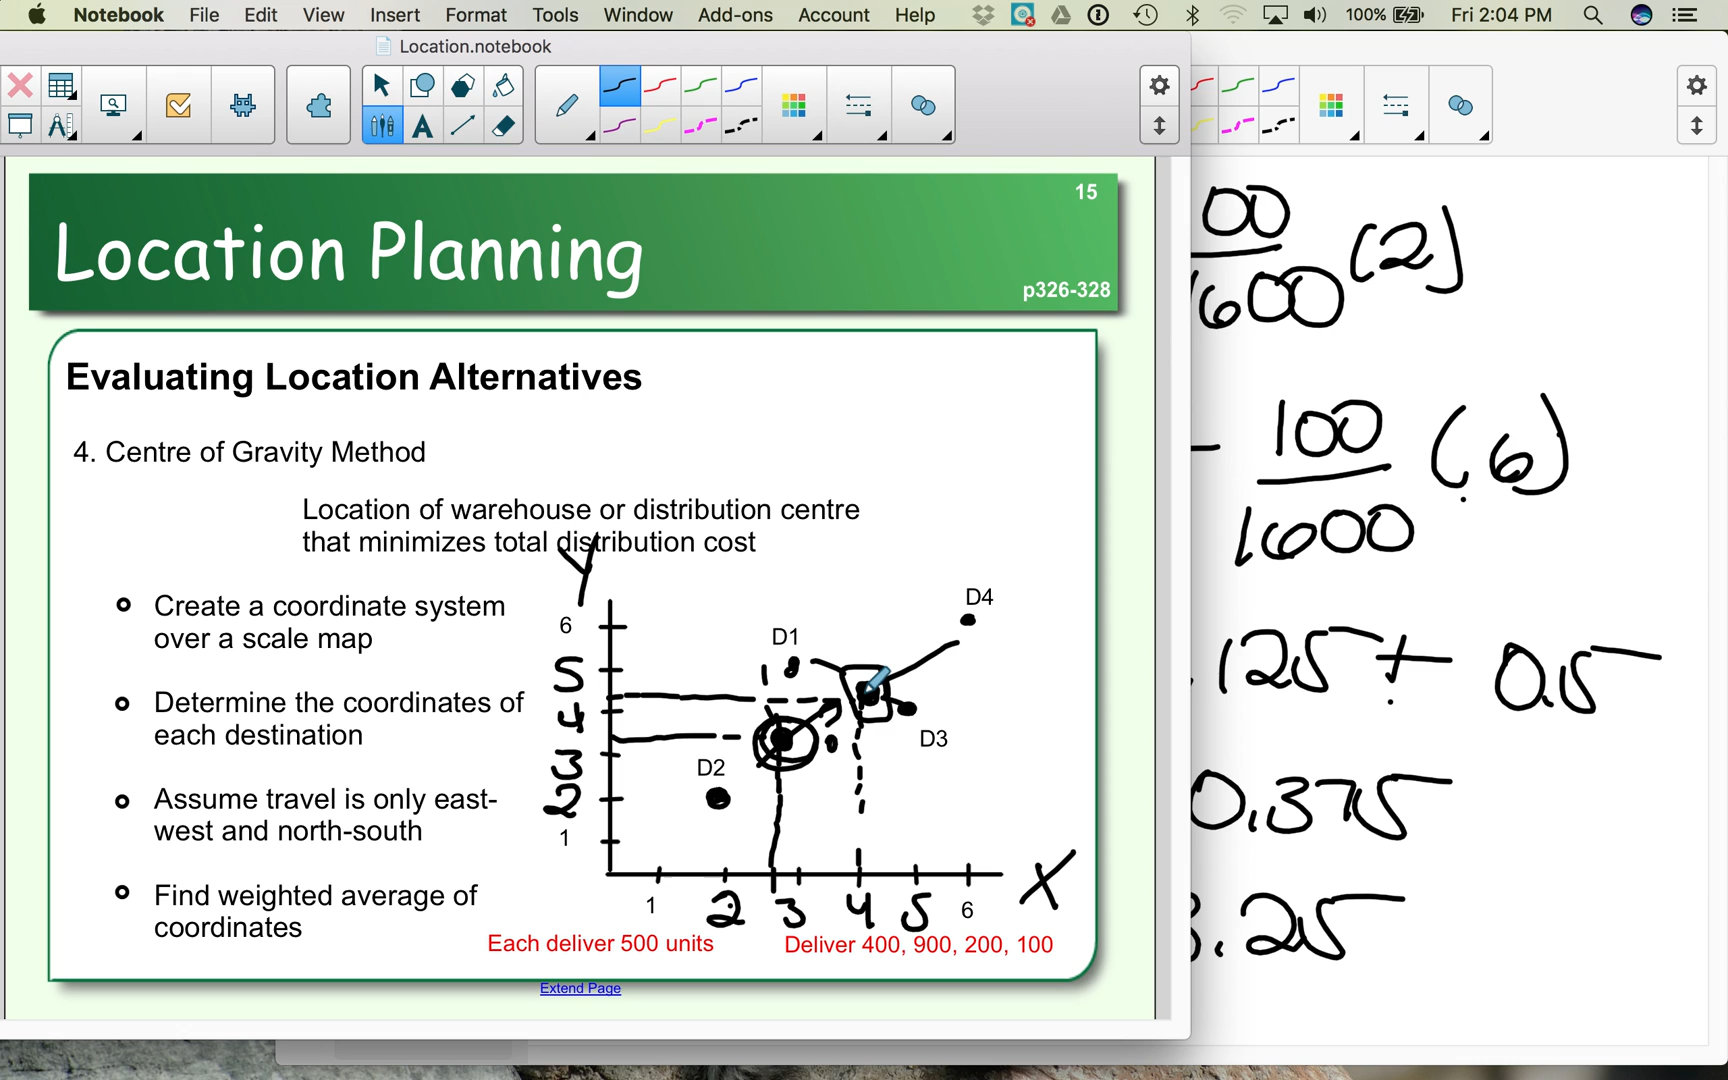 Notebook File Edit View Insert Format Tools Window Add-ons Account Help 100% Fri 2:04 PM
Location.notebook
15
Location Planning
p326-328
Evaluating Location Alternatives
4. Centre of Gravity Method
Location of warehouse or distribution centre
that minimizes total distribution cost
Create a coordinate system
over a scale map
Determine the coordinates of
each destination
Assume travel is only east-
west and north-south
Find weighted average of
coordinates
Y
6
5
4
3
2
1
D1
D2
D3
D4
1 2 3 4 5 6 X
Each deliver 500 units
Deliver 400, 900, 200, 100
Extend Page
00 (2)
600
100 (6)
1600
.125 + 0.5
0.375
3.25